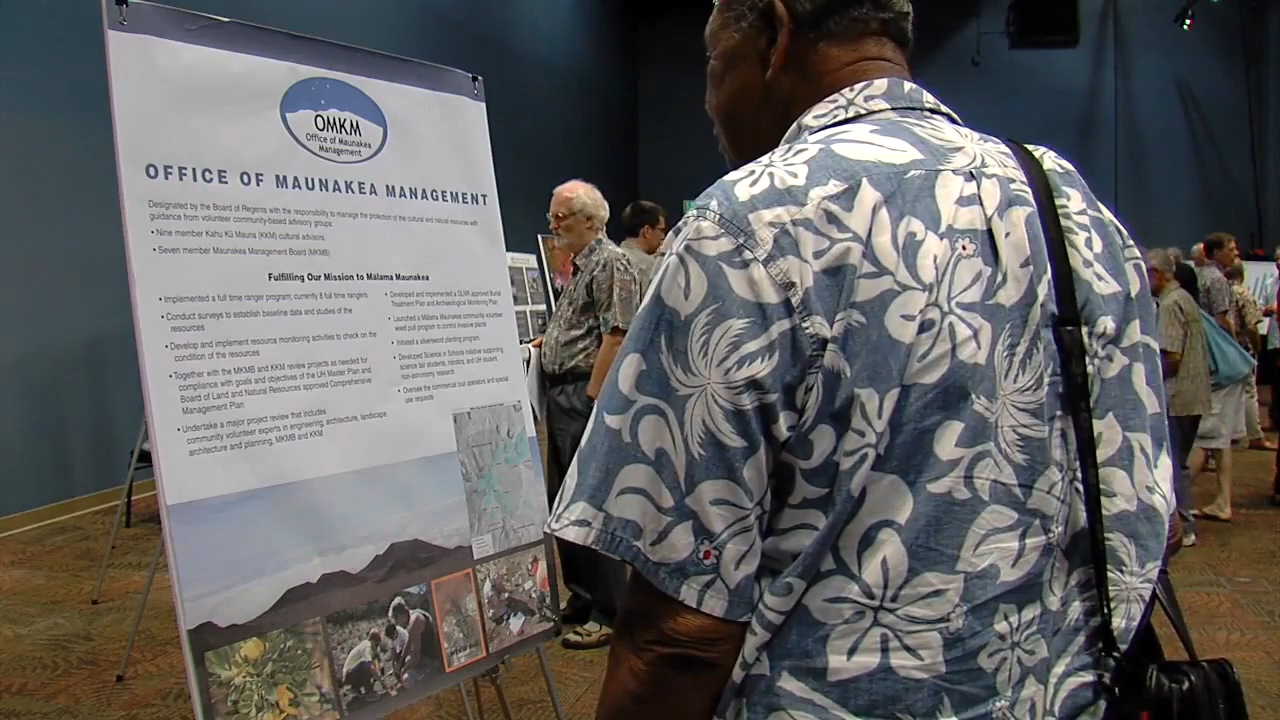 OMKM
Office of Maunakea
Management
OFFICE OF MAUNAKEA MANAGEMENT
Designated by the Board of Regents with the responsibility to manage the protection of the cultural and natural resources with
guidance from volunteer community-based advisory groups:
• Nine member Kahu Kū Mauna (KKM) cultural advisors
• Seven member Maunakea Management Board (MKMB)
Fulfilling Our Mission to Mālama Maunakea
• Implemented a full time ranger program; currently 8 full time rangers
• Conduct surveys to establish baseline data and studies of the
resources
• Develop and implement resource monitoring activities to check on the
condition of the resources
• Together with the MKMB and KKM review projects as needed for
compliance with goals and objectives of the UH Master Plan and
Board of Land and Natural Resources approved Comprehensive
Management Plan
• Undertake a major project review that includes
community volunteer experts in engineering, architecture, landscape
architecture and planning, MKMB and KKM
• Developed and implemented a DLNR approved Burial
Treatment Plan and Archaeological Monitoring Plan
• Launched a Mālama Maunakea community volunteer
weed pull program to control invasive plants
• Initiated a silversword planting program
• Developed Science in Schools initiative supporting
science fair students, robotics, and UH student
non-astronomy research
• Oversee the commercial tour operators and special
use requests